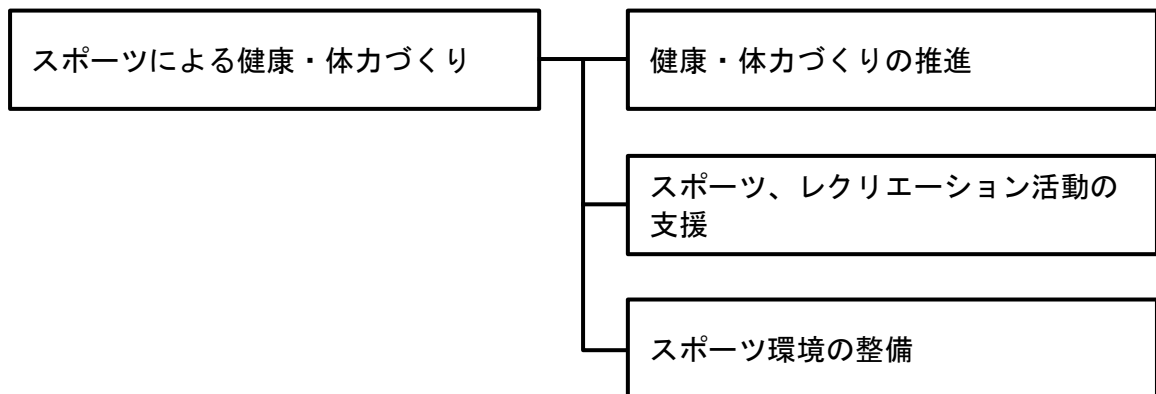 スポーツによる健康・体力づくり
健康・体力づくりの推進
スポーツ、レクリエーション活動の
支援
スポーツ環境の整備